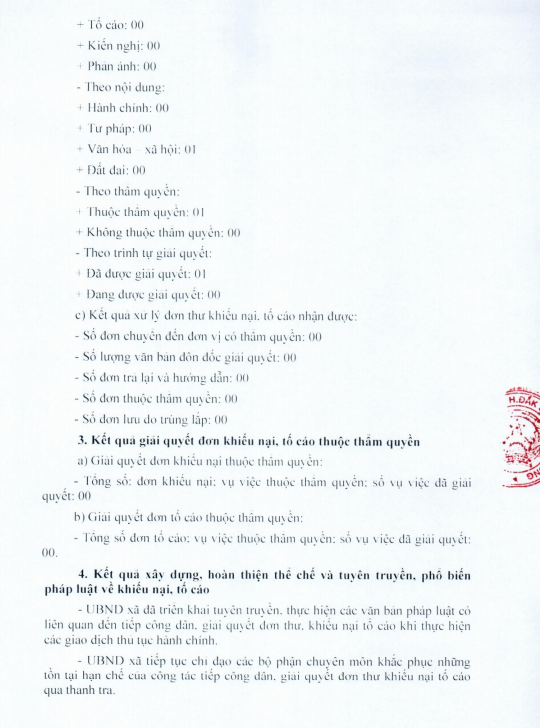 + Tố cáo: 00
+ Kiến nghị: 00
+ Phản ánh: 00
- Theo nội dung:
+ Hành chính: 00
+ Tư pháp: 00
+ Văn hóa – xã hội: 01
+ Đất đai: 00
- Theo thẩm quyền:
+ Thuộc thẩm quyền: 01
+ Không thuộc thẩm quyền: 00
- Theo trình tự giải quyết:
+ Đã được giải quyết: 01
+ Đang được giải quyết: 00
c) Kết quả xử lý đơn thư khiếu nại, tố cáo nhận được:
- Số đơn chuyển đến đơn vị có thẩm quyền: 00
- Số lượng văn bản đôn đốc giải quyết: 00
- Số đơn trả lại và hướng dẫn: 00
- Số đơn thuộc thẩm quyền: 00
- Số đơn lưu do trùng lắp: 00
H.ĐĂK
3. Kết quả giải quyết đơn khiếu nại, tố cáo thuộc thẩm quyền
a) Giải quyết đơn khiếu nại thuộc thẩm quyền:
- Tổng số: đơn khiếu nại; vụ việc thuộc thẩm quyền; số vụ việc đã giải
quyết: 00
b) Giải quyết đơn tố cáo thuộc thẩm quyền:
- Tổng số đơn tố cáo; vụ việc thuộc thẩm quyền; số vụ việc đã giải quyết:
00.
4. Kết quả xây dựng, hoàn thiện thể chế và tuyên truyền, phổ biến
pháp luật về khiếu nại, tố cáo
- UBND xã đã triển khai tuyên truyền, thực hiện các văn bản pháp luật có
liên quan đến tiếp công dân, giải quyết đơn thư, khiếu nại tố cáo khi thực hiện
các giao dịch thủ tục hành chính.
- UBND xã tiếp tục chỉ đạo các bộ phận chuyên môn khắc phục những
tồn tại hạn chế của công tác tiếp công dân, giải quyết đơn thư khiếu nại tố cáo
qua thanh tra.